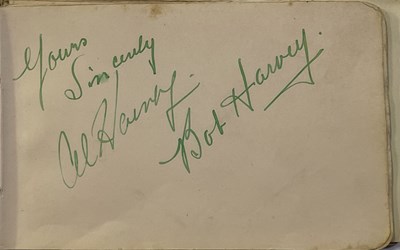 Yours
Sincerely
Al Harvey.
Bob Harvey.